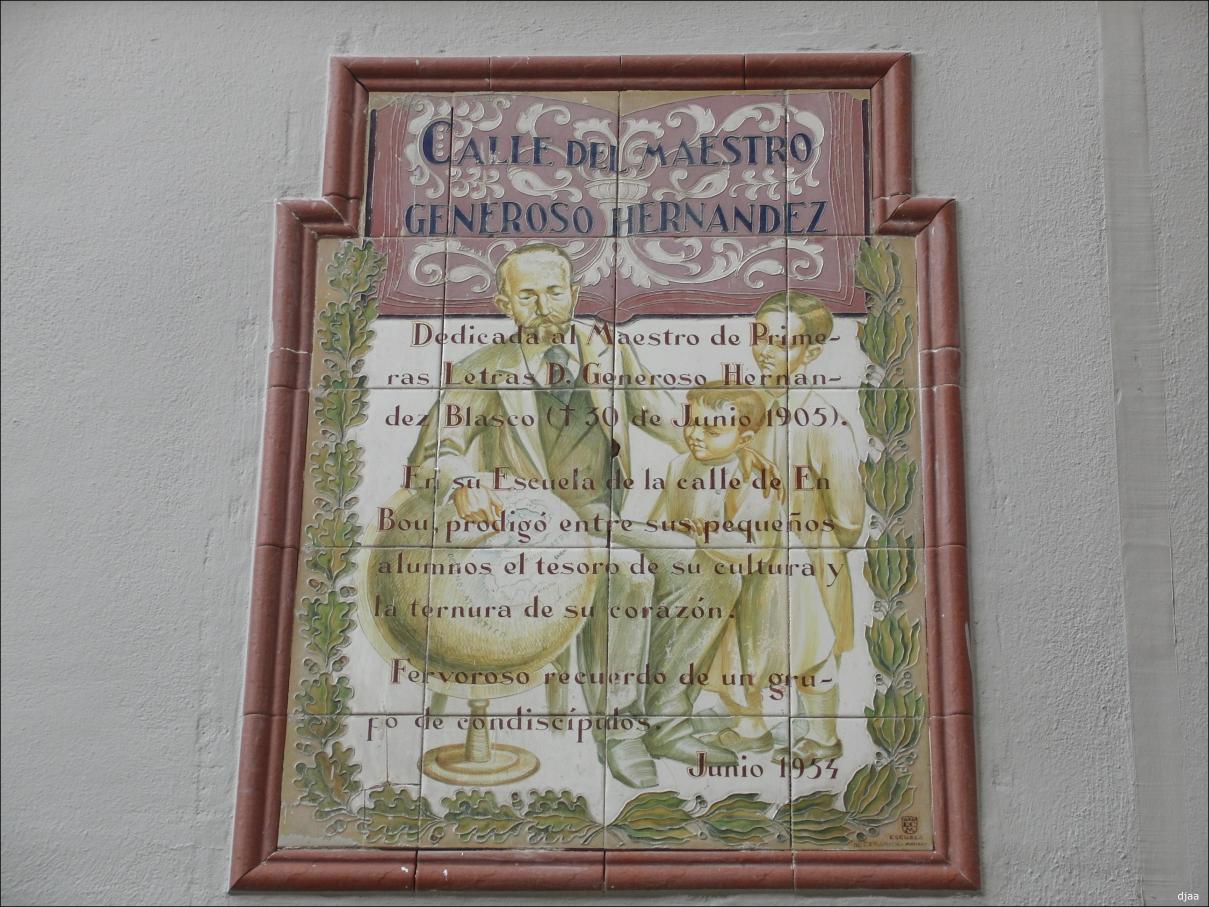 CALLE DEL MAESTRO
GENEROSO HERNANDEZ
Dedicada al Maestro de Prime-
ras Letras D. Generoso Hernan-
dez Blasco († 30 de Junio 1905).
En su Escuela de la calle de En
Bou, prodigó entre sus pequeños
alumnos el tesoro de su cultura y
la ternura de su corazón.
Fervoroso recuerdo de un gru-
po de condiscípulos.
Junio 1954
ESCUELA
djaa